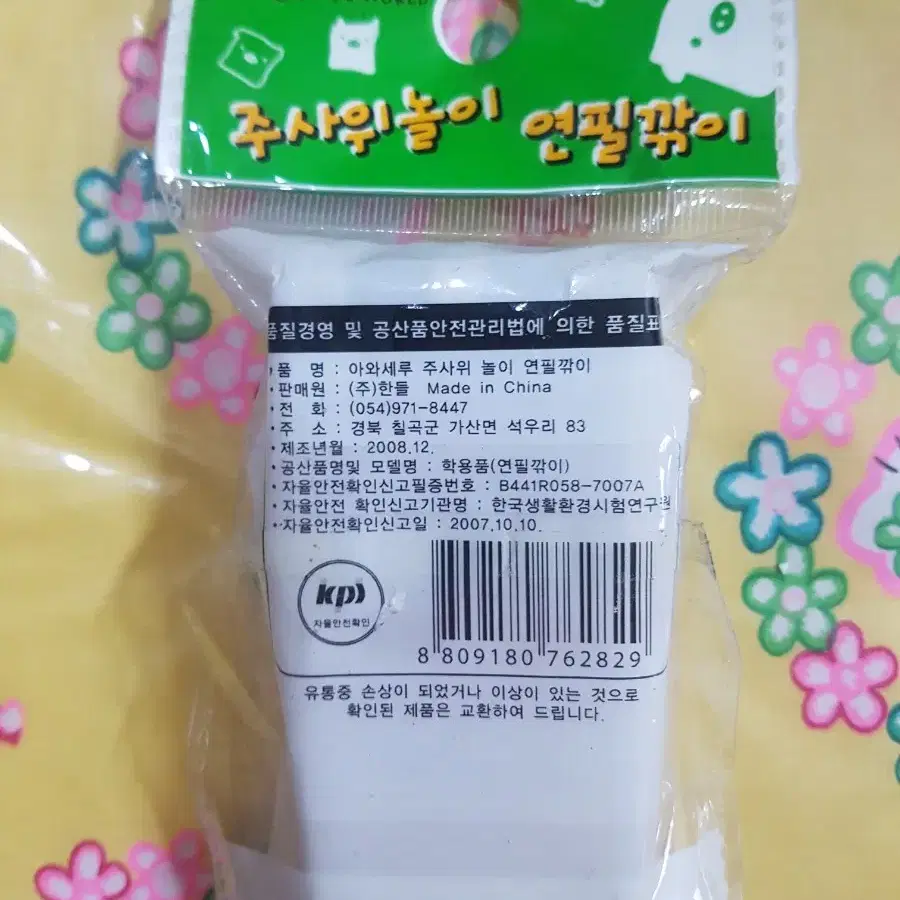 WORLD
주사위놀이 연필깎이
품질경영 및 공산품안전관리법에 의한 품질표
·품 명 : 아와세루 주사위 놀이 연필깎이
·판매원 : (주)한들 Made in China
·전 화 : (054)971-8447
·주 소 : 경북 칠곡군 가산면 석우리 83
·제조년월 : 2008.12.
·공산품명및 모델명 : 학용품(연필깎이)
·자율안전확인신고필증번호 : B441R058-7007A
·자율안전 확인신고기관명 : 한국생활환경시험연구원
·자율안전확인신고일 : 2007.10.10.
kps
자율안전확인
8 809180 762829
유통중 손상이 되었거나 이상이 있는 것으로
확인된 제품은 교환하여 드립니다.